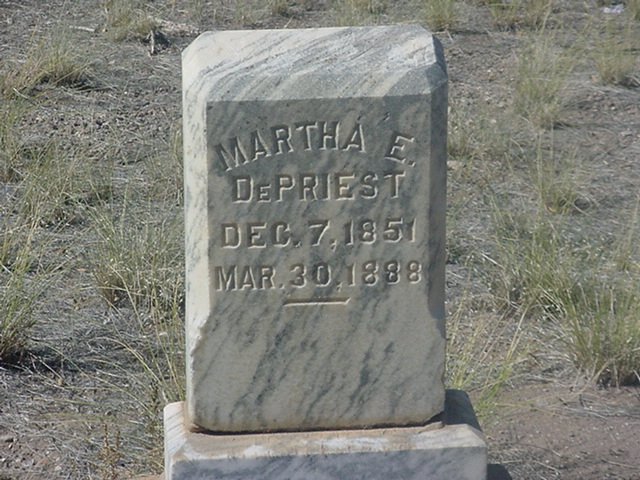 MARTHA E.
DEPRIEST
DEC. 7, 1851
MAR. 30, 1888